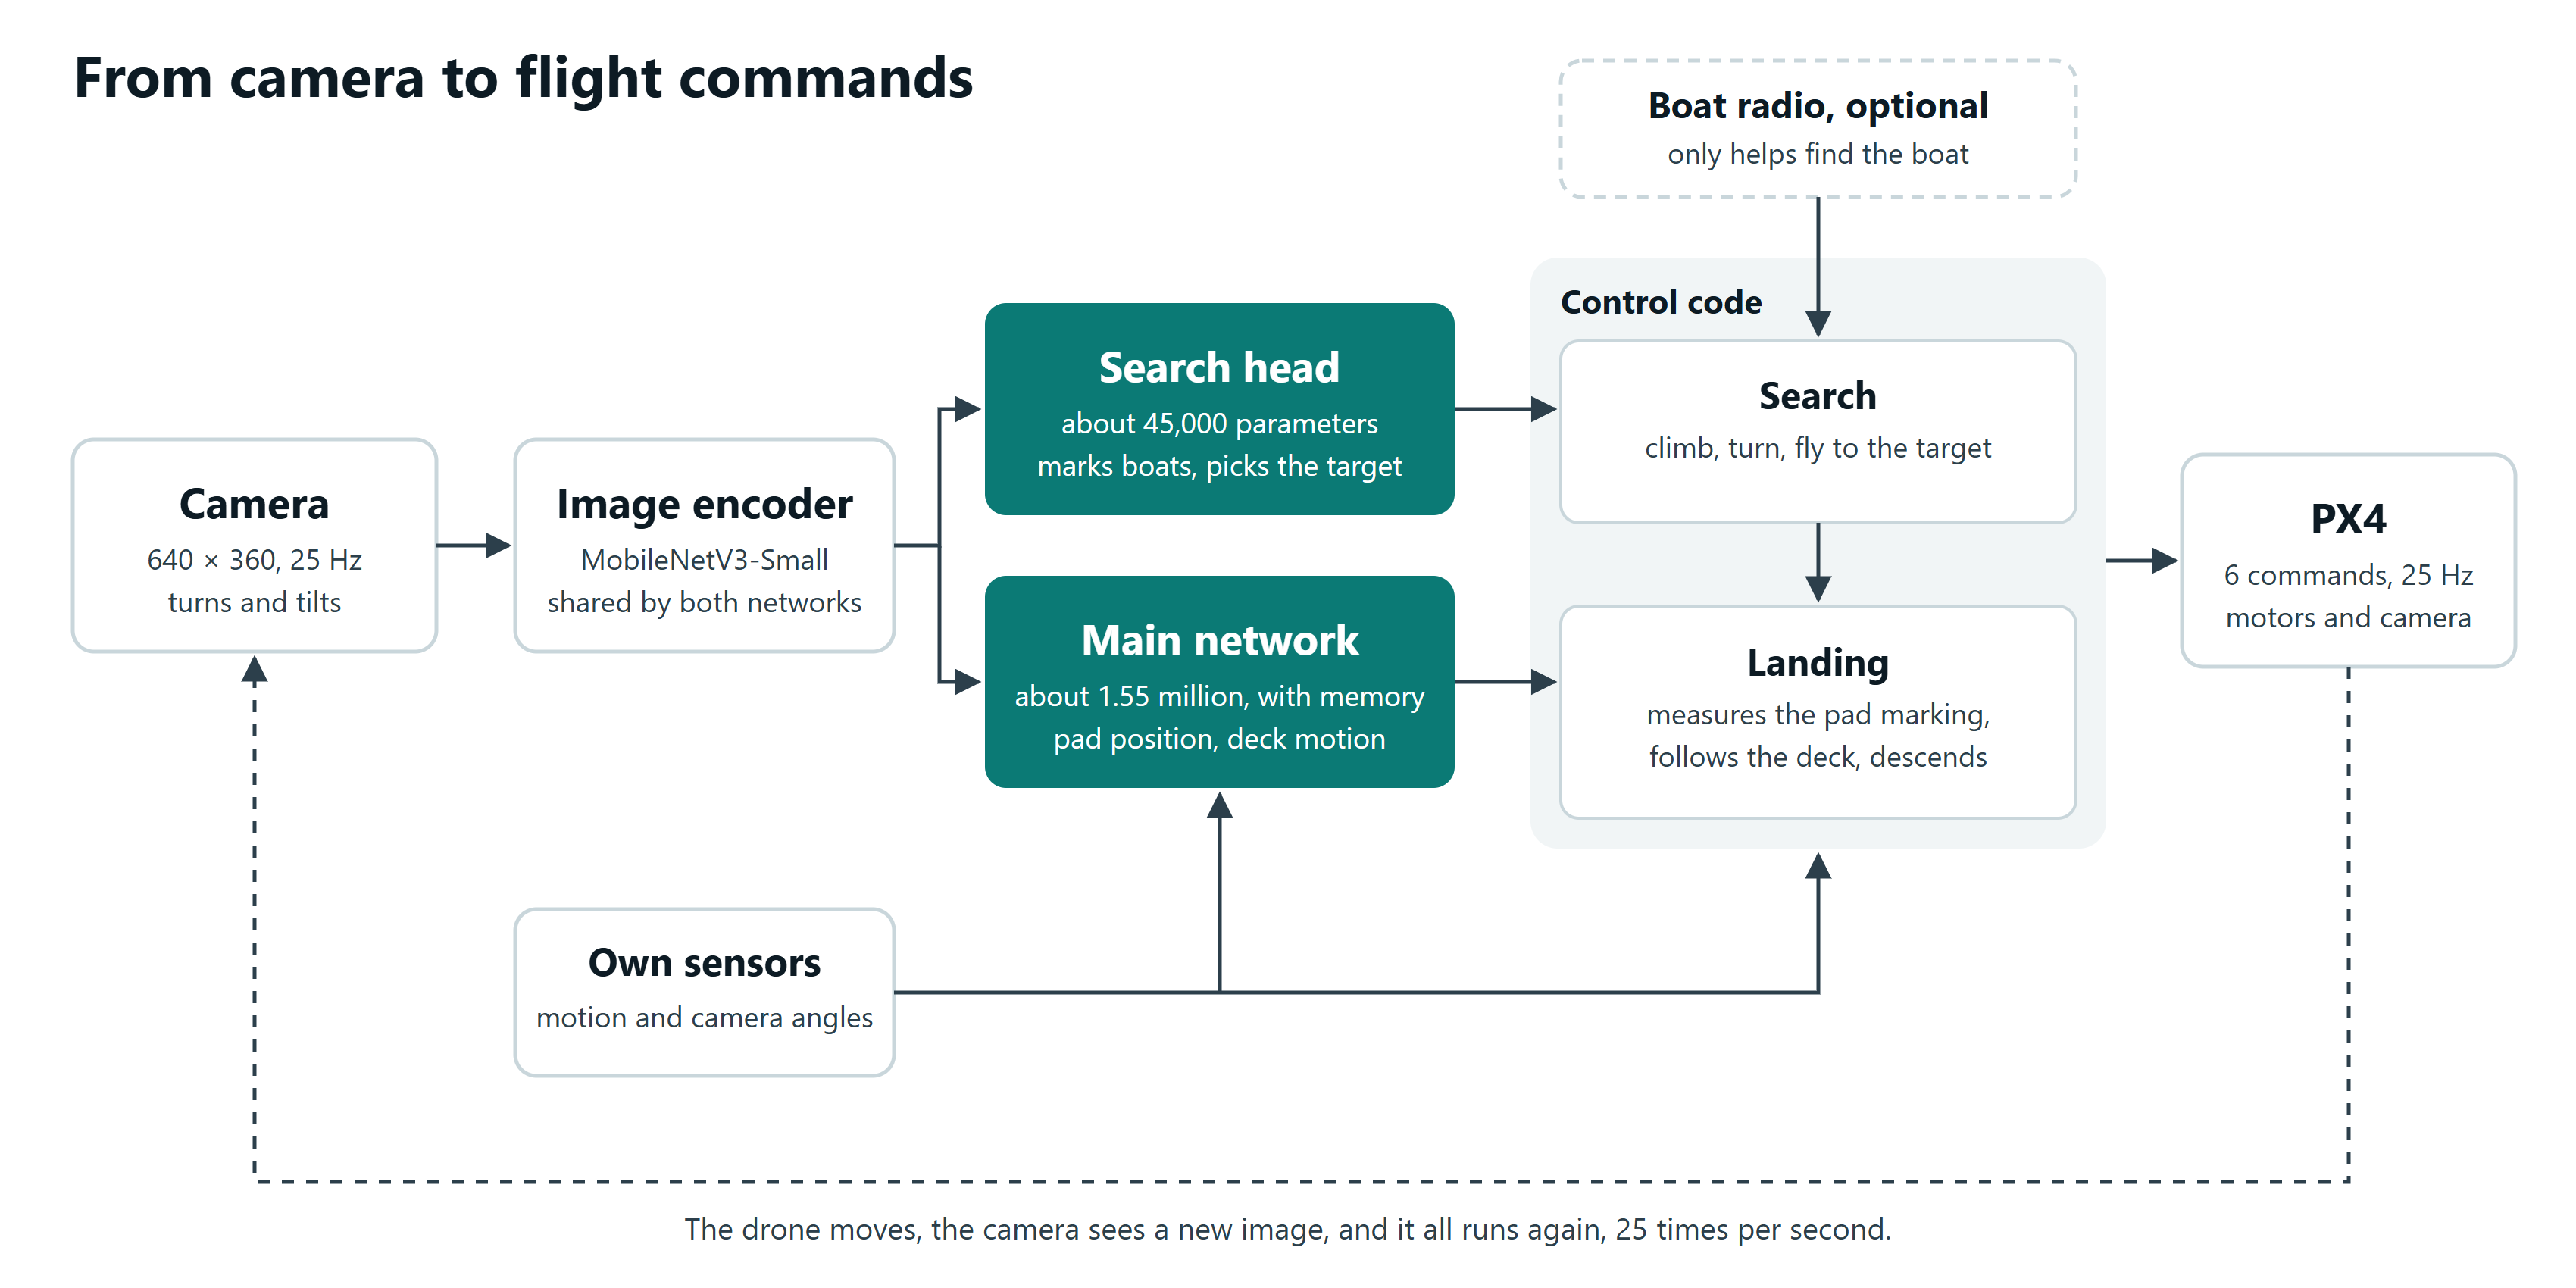 From camera to flight commands
Boat radio, optional
only helps find the boat
Control code
Search head
about 45,000 parameters
marks boats, picks the target
Search
climb, turn, fly to the target
Camera
640 × 360, 25 Hz
turns and tilts
Image encoder
MobileNetV3-Small
shared by both networks
PX4
6 commands, 25 Hz
motors and camera
Main network
about 1.55 million, with memory
pad position, deck motion
Landing
measures the pad marking,
follows the deck, descends
Own sensors
motion and camera angles
The drone moves, the camera sees a new image, and it all runs again, 25 times per second.